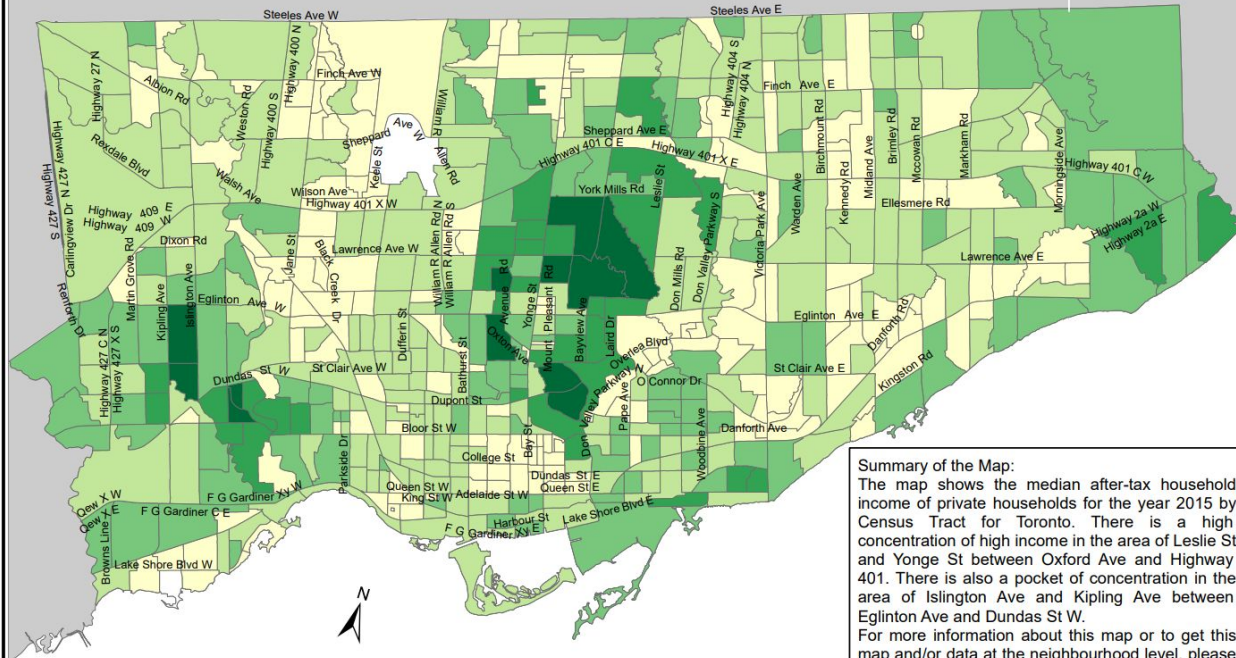 Steeles Ave W
Steeles Ave E
Highway 27 N
Albion Rd
Weston Rd
Highway 400 S
Highway 400 N
Finch Ave W
William R
Allen Rd
Highway 404 S
Highway 404 N
Finch Ave E
Birchmount Rd
Rexdale Blvd
Highway 427 N
Highway 427 S
Carlingview Dr
Sheppard Ave W
Keele St
Sheppard Ave E
Highway 401 C E
Highway 401 X E
Kennedy Rd
Midland Ave
Brimley Rd
Mccowan Rd
Markham Rd
Morningside Ave
Highway 401 C W
Walsh Ave
Wilson Ave
Highway 401 X W
York Mills Rd
Leslie St
Ellesmere Rd
Highway 409 E
Highway 409 W
Dixon Rd
Martin Grove Rd
Jane St
Black Creek Dr
Lawrence Ave W
William R Allen Rd N
William R Allen Rd S
Don Mills Rd
Don Valley Parkway S
Victoria Park Ave
Warden Ave
Highway 2a W
Highway 2a E
Lawrence Ave E
Renforth Dr
Highway 427 C N
Highway 427 X S
Kipling Ave
Islington Ave
Eglinton Ave W
Dufferin St
Avenue Rd
Yonge St
Mount Pleasant Rd
Bayview Ave
Laird Dr
Eglinton Ave E
Danforth Rd
Overlea Blvd
Oxton Ave
Bathurst St
St Clair Ave W
Dundas St W
St Clair Ave E
Kingston Rd
O Connor Dr
Don Valley Parkway N
Pape Ave
Dupont St
Bloor St W
Danforth Ave
Woodbine Ave
Parkside Dr
College St
Bay St
Dundas St E
Queen St E
Queen St W
King St W
Adelaide St W
Qew X W
Qew X E
F G Gardiner Xy W
F G Gardiner C E
Harbour St
Lake Shore Blvd E
F G Gardiner Xy E
Browns Line
Lake Shore Blvd W
N
Summary of the Map:
The map shows the median after-tax household
income of private households for the year 2015 by
Census Tract for Toronto. There is a high
concentration of high income in the area of Leslie St
and Yonge St between Oxford Ave and Highway
401. There is also a pocket of concentration in the
area of Islington Ave and Kipling Ave between
Eglinton Ave and Dundas St W.
For more information about this map or to get this
map and/or data at the neighbourhood level, please